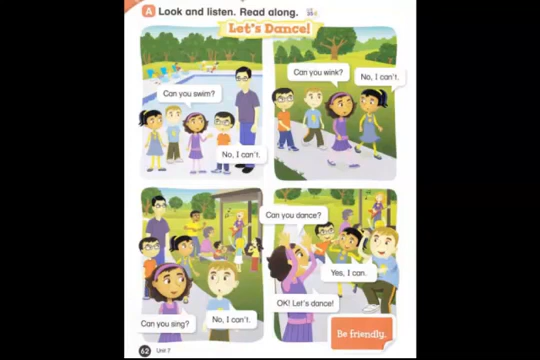 A Look and listen. Read along.
Let's Dance!
Can you swim?
No, I can't.
Can you wink?
No, I can't.
Can you sing?
No, I can't.
Can you dance?
Yes, I can.
OK! Let's dance!
Be friendly.
62 Unit 7